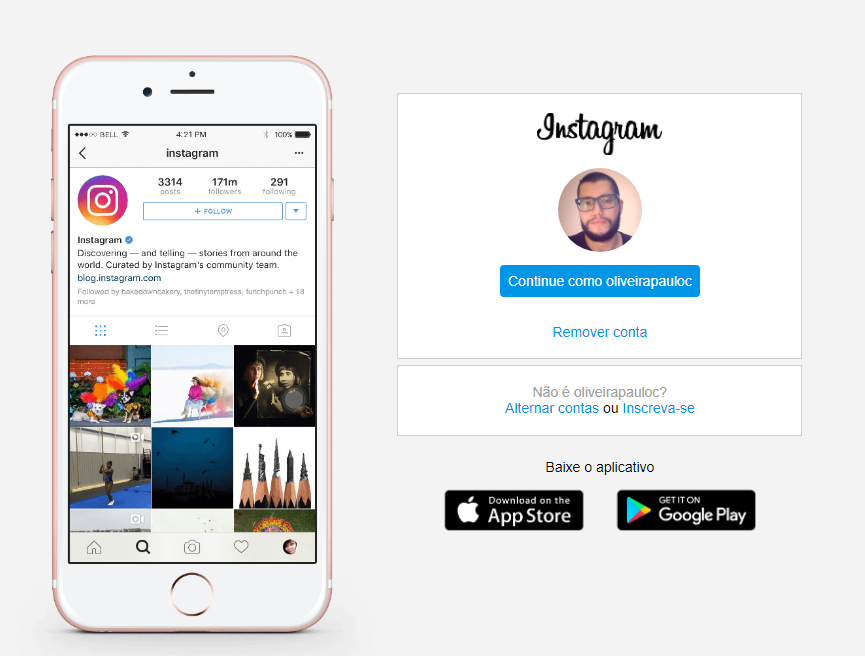 BELL 4:21 PM 100%
instagram
3314 171m 291
posts followers following
+ FOLLOW
Instagram
Discovering — and telling — stories from around the
world. Curated by Instagram's community team.
blog.instagram.com
Followed by bakedowncakery, thetinytemptress, funchpunch + 18
more
Instagram
Continue como oliveirapauloc
Remover conta
Não é oliveirapauloc?
Alternar contas ou Inscreva-se
Baixe o aplicativo
Download on the
App Store
GET IT ON
Google Play